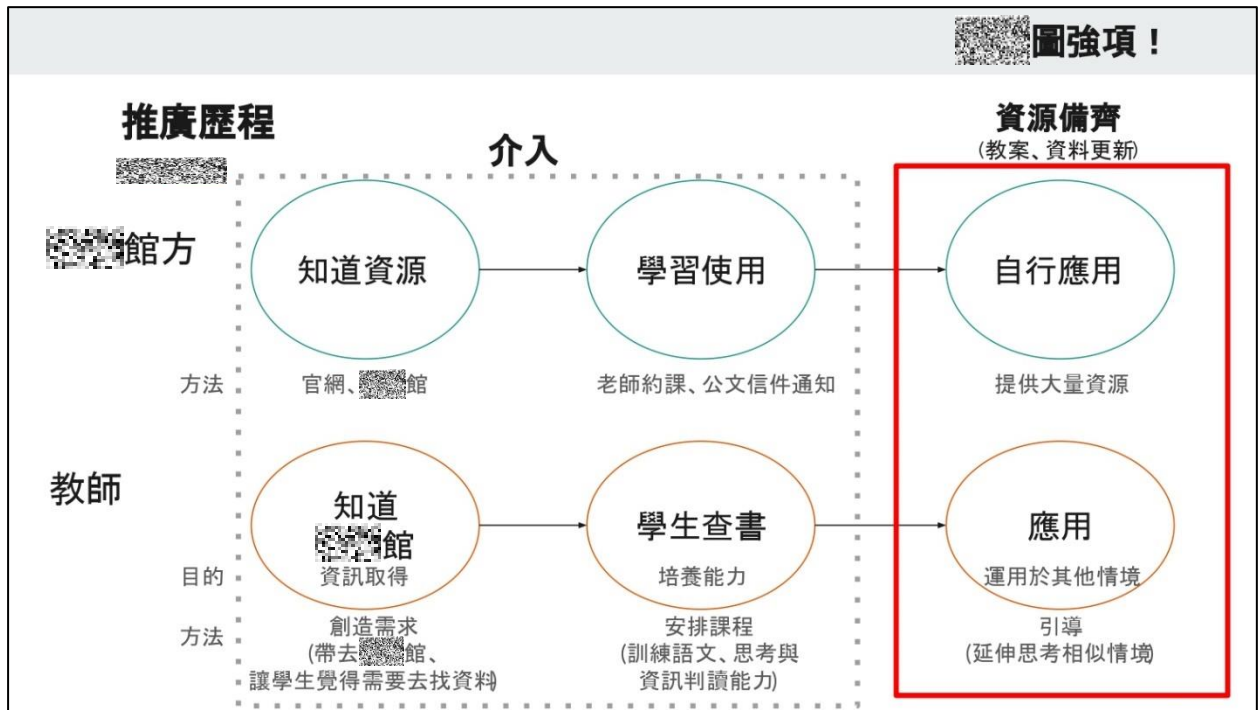 圖強項！
推廣歷程
介入
資源備齊
(教案、資料更新)
館方
知道資源
學習使用
自行應用
方法
官網、館
老師約課、公文信件通知
提供大量資源
教師
知道
館
學生查書
應用
目的
資訊取得
培養能力
運用於其他情境
方法
創造需求
(帶去館、
讓學生覺得需要去找資料)
安排課程
(訓練語文、思考與
資訊判讀能力)
引導
(延伸思考相似情境)